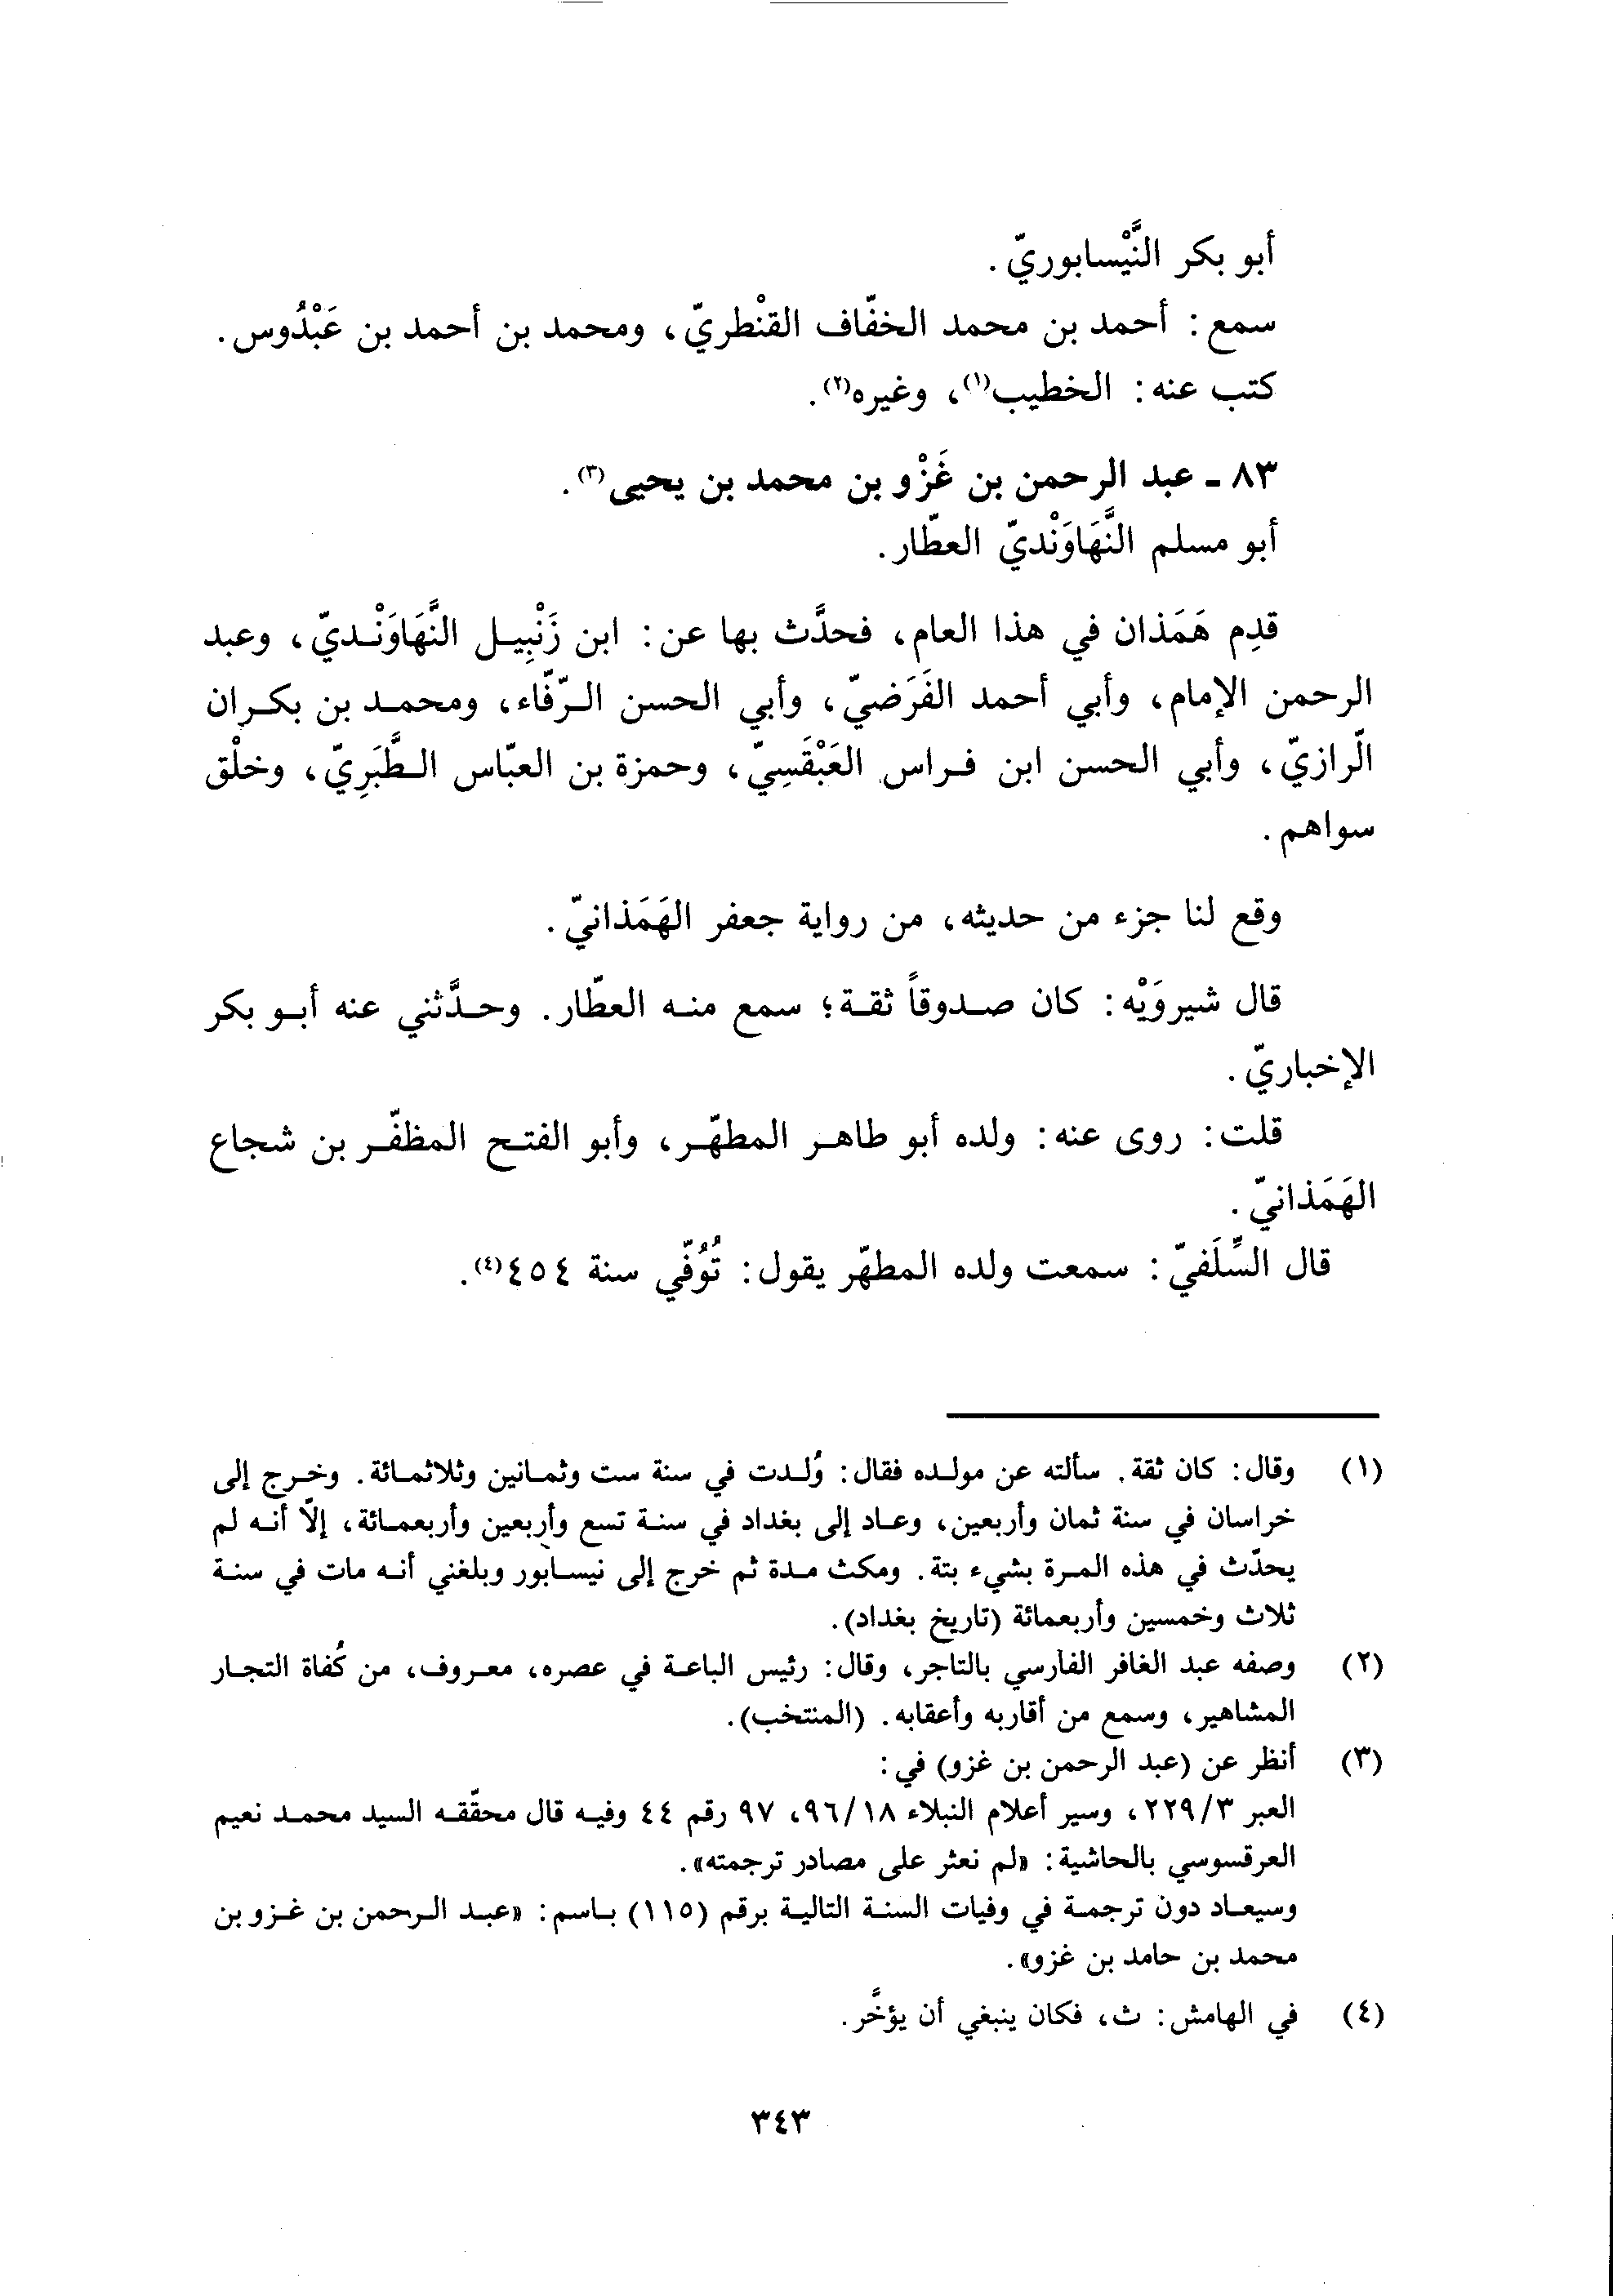 أبو بكر النَّيْسابوريّ.
سمع: أحمد بن محمد الخفّاف القنْطريّ، ومحمد بن أحمد بن عَبْدُوس.
كتب عنه: الخطيب(١)، وغيره(٢).
٨٣ ـ عبد الرحمن بن غَزْو بن محمد بن يحيى(٣).
أبو مسلم النَّهَاوَنْديّ العطّار.
قدِم هَمَذان في هذا العام، فحدَّث بها عن: ابن زَنْبِيل النَّهَاوَنْديّ، وعبد
الرحمن الإمام، وأبي أحمد الفَرَضيّ، وأبي الحسن الرّفّاء، ومحمد بن بكران
الّرازيّ، وأبي الحسن ابن فراس العَبْقَسِيّ، وحمزة بن العبّاس الطَّبَرِيّ، وخلْق
سواهم.
وقع لنا جزء من حديثه، من رواية جعفر الهَمَذانيّ.
قال شيروَيْه: كان صدوقاً ثقة؛ سمع منه العطّار. وحدَّثني عنه أبو بكر
الإخباريّ.
قلت: روى عنه: ولده أبو طاهر المطهّر، وأبو الفتح المظفّر بن شجاع
الهَمَذانيّ.
قال السِّلَفيّ: سمعت ولده المطهّر يقول: تُوُفّي سنة ٤٥٤(٤).
(١) وقال: كان ثقة. سألته عن مولده فقال: وُلدت في سنة ست وثمانين وثلاثمائة. وخرج إلى
خراسان في سنة ثمان وأربعين، وعاد إلى بغداد في سنة تسع وأربعين وأربعمائة، إلّا أنه لم
يحدّث في هذه المرة بشيء بتة. ومكث مدة ثم خرج إلى نيسابور وبلغني أنه مات في سنة
ثلاث وخمسين وأربعمائة (تاريخ بغداد).
(٢) وصفه عبد الغافر الفارسي بالتاجر، وقال: رئيس الباعة في عصره، معروف، من كُفاة التجار
المشاهير، وسمع من أقاربه وأعقابه. (المنتخب).
(٣) أنظر عن (عبد الرحمن بن غزو) في:
العبر ٢٢٩/٣، وسير أعلام النبلاء ٩٦/١٨، ٩٧ رقم ٤٤ وفيه قال محقّقه السيد محمد نعيم
العرقسوسي بالحاشية: «لم نعثر على مصادر ترجمته».
وسيعاد دون ترجمة في وفيات السنة التالية برقم (١١٥) باسم: «عبد الرحمن بن غزو بن
محمد بن حامد بن غزو».
(٤) في الهامش: ث، فكان ينبغي أن يؤخَّر.
٣٤٣